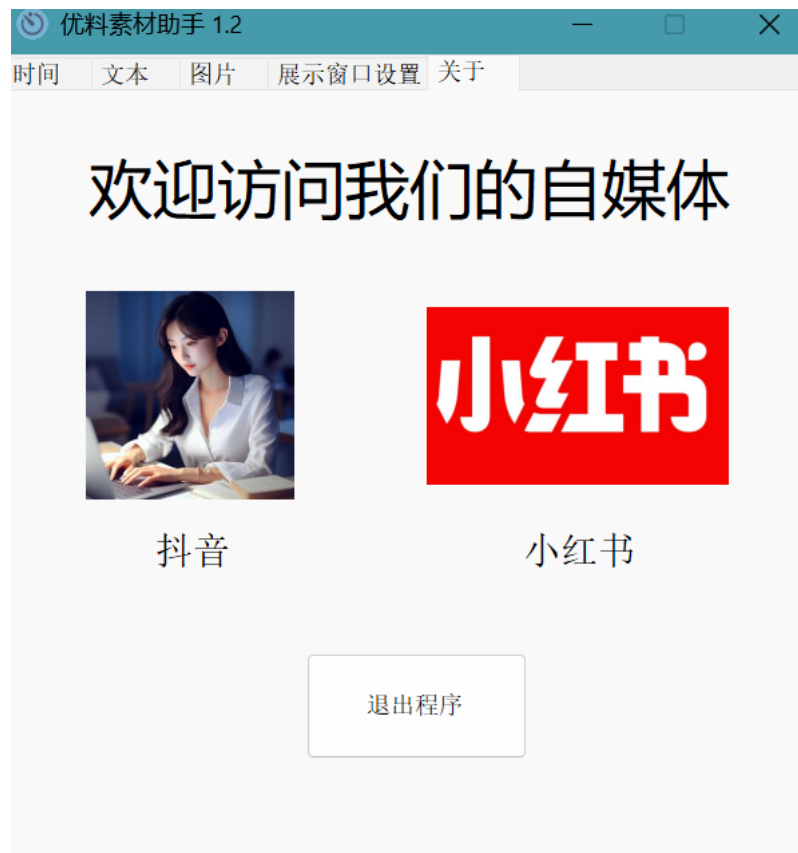 优料素材助手 1.2
时间 文本 图片 展示窗口设置 关于
欢迎访问我们的自媒体
小红书
抖音 小红书
退出程序